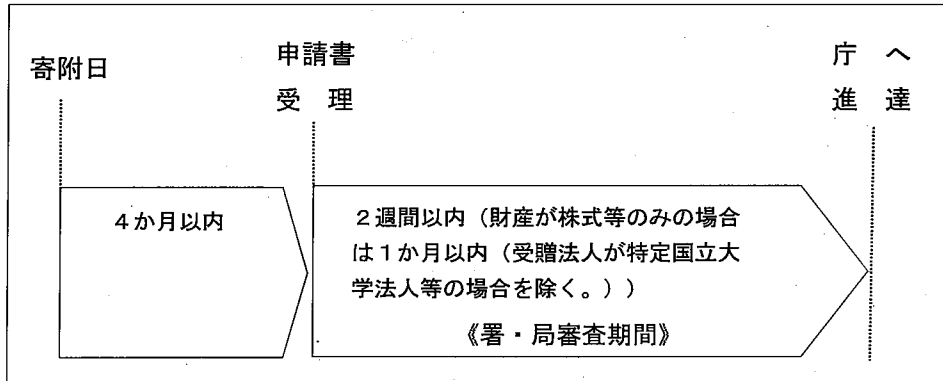 寄附日
申請書
受　理
庁　へ
進　達
４か月以内
２週間以内（財産が株式等のみの場合
は１か月以内（受贈法人が特定国立大
学法人等の場合を除く。））
《署・局審査期間》